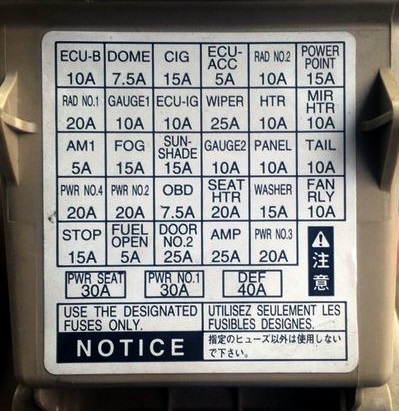 ECU-B DOME CIG ECU-ACC RAD NO.2 POWER POINT
10A 7.5A 15A 5A 10A 15A
RAD NO.1 GAUGE1 ECU-IG WIPER HTR MIR HTR
20A 10A 10A 25A 10A 10A
AM1 FOG SUN-SHADE GAUGE2 PANEL TAIL
5A 15A 15A 10A 10A 10A
PWR NO.4 PWR NO.2 OBD SEAT HTR WASHER FAN RLY
20A 20A 7.5A 20A 15A 10A
STOP FUEL OPEN DOOR NO.2 AMP PWR NO.3
15A 5A 25A 25A 20A
注意
PWR SEAT PWR NO.1 DEF
30A 30A 40A
USE THE DESIGNATED
FUSES ONLY.
UTILISEZ SEULEMENT LES
FUSIBLES DESIGNES.
NOTICE
指定のヒューズ以外は使用しない
で下さい。